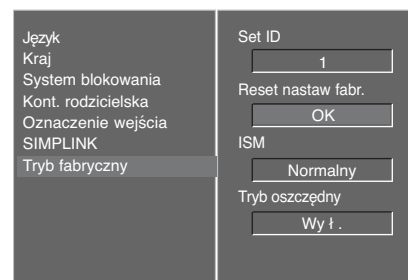 Język
Kraj
System blokowania
Kont. rodzicielska
Oznaczenie wejścia
SIMPLINK
Tryb fabryczny
Set ID
1
Reset nastaw fabr.
OK
ISM
Normalny
Tryb oszczędny
Wy ł .